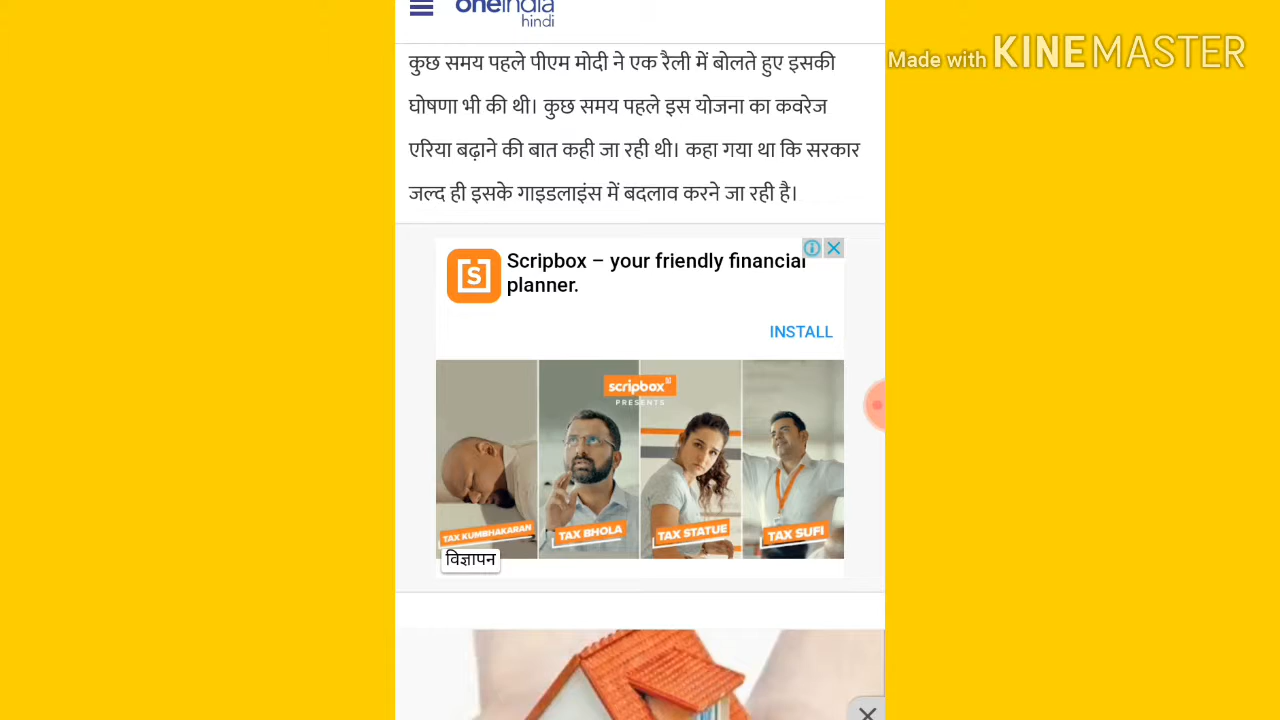 oneindia
hindi
Made with KINEMASTER
कुछ समय पहले पीएम मोदी ने एक रैली में बोलते हुए इसकी
घोषणा भी की थी। कुछ समय पहले इस योजना का कवरेज
एरिया बढ़ाने की बात कही जा रही थी। कहा गया था कि सरकार
जल्द ही इसके गाइडलाइंस में बदलाव करने जा रही है।
Scripbox – your friendly financial
planner.
INSTALL
scripbox
PRESENTS
TAX KUMBHAKARAN
TAX BHOLA
TAX STATUE
TAX SUFI
विज्ञापन